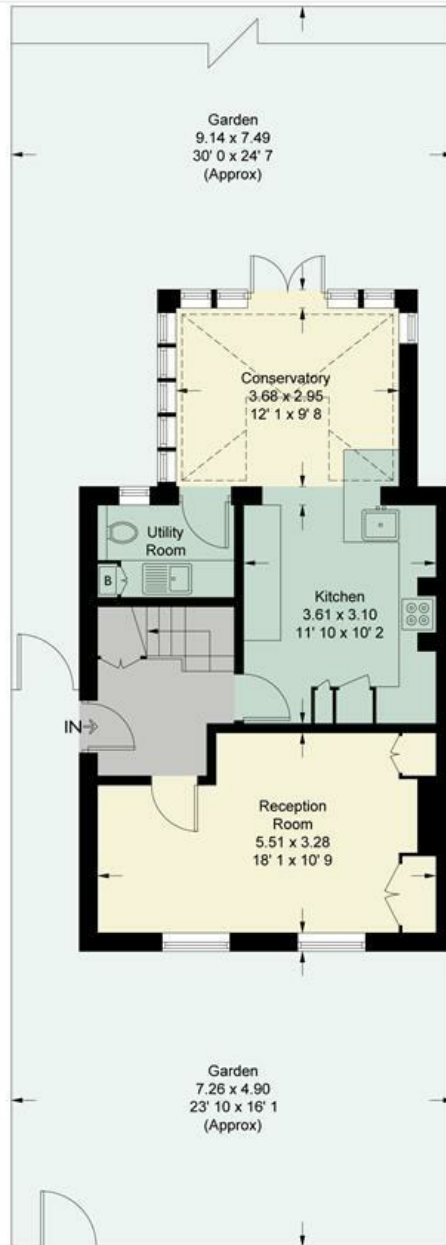 Garden
9.14 x 7.49
30' 0 x 24' 7
(Approx)
Conservatory
3.68 x 2.95
12' 1 x 9' 8
Utility
Room
B
Kitchen
3.61 x 3.10
11' 10 x 10' 2
IN
Reception
Room
5.51 x 3.28
18' 1 x 10' 9
Garden
7.26 x 4.90
23' 10 x 16' 1
(Approx)